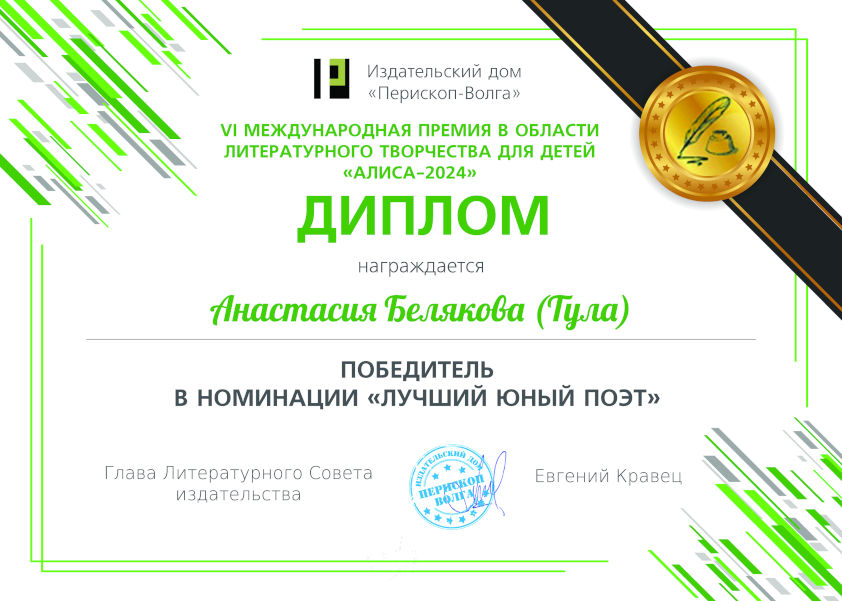 Издательский дом
«Перископ-Волга»
VI МЕЖДУНАРОДНАЯ ПРЕМИЯ В ОБЛАСТИ
ЛИТЕРАТУРНОГО ТВОРЧЕСТВА ДЛЯ ДЕТЕЙ
«АЛИСА-2024»
ДИПЛОМ
награждается
Анастасия Белякова (Тула)
ПОБЕДИТЕЛЬ
В НОМИНАЦИИ «ЛУЧШИЙ ЮНЫЙ ПОЭТ»
Глава Литературного Совета
издательства
ИЗДАТЕЛЬСКИЙ ДОМ
ПЕРИСКОП
ВОЛГА
Евгений Кравец